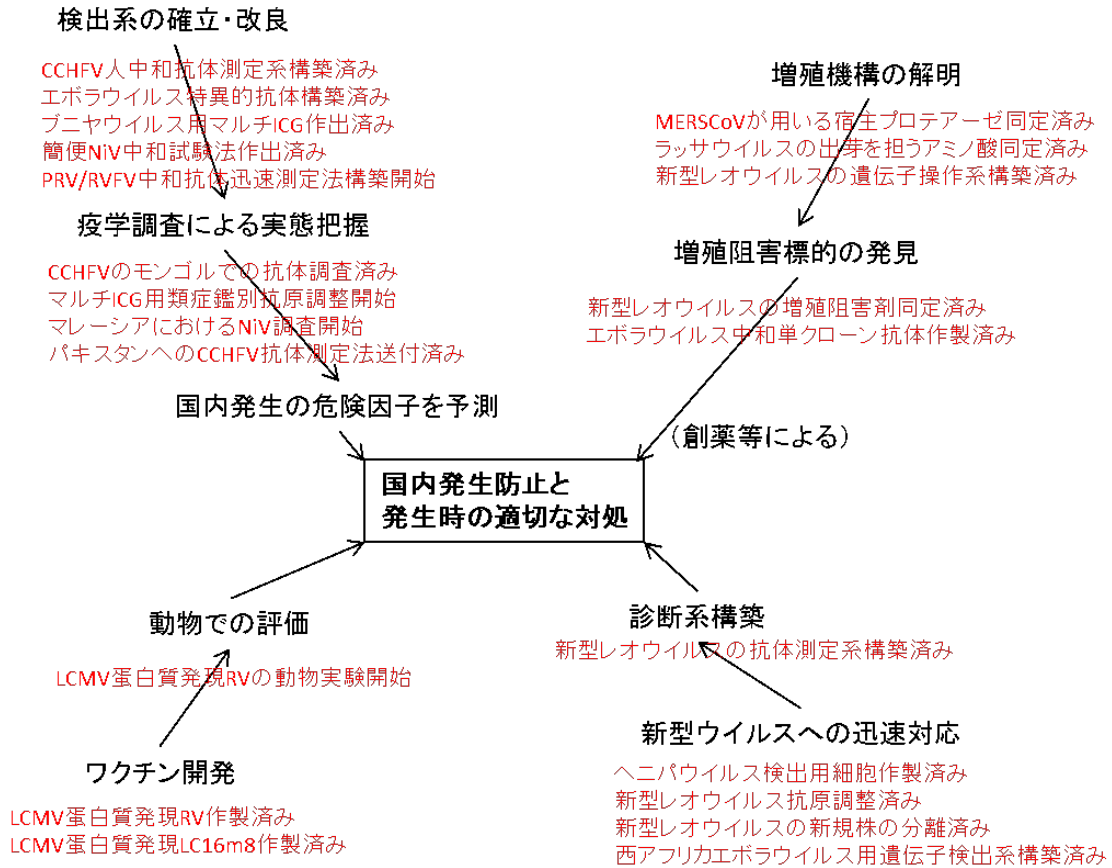 検出系の確立・改良
CCHFV人中和抗体測定系構築済み
エボラウイルス特異的抗体構築済み
ブニヤウイルス用マルチICG作出済み
簡便NiV中和試験法作出済み
PRV/RVFV中和抗体迅速測定法構築開始
疫学調査による実態把握
CCHFVのモンゴルでの抗体調査済み
マルチICG用類症鑑別抗原調整開始
マレーシアにおけるNiV調査開始
パキスタンへのCCHFV抗体測定法送付済み
国内発生の危険因子を予測
増殖機構の解明
MERSCoVが用いる宿主プロテアーゼ同定済み
ラッサウイルスの出芽を担うアミノ酸同定済み
新型レオウイルスの遺伝子操作系構築済み
増殖阻害標的の発見
新型レオウイルスの増殖阻害剤同定済み
エボラウイルス中和単クローン抗体作製済み
(創薬等による)
国内発生防止と
発生時の適切な対処
動物での評価
LCMV蛋白質発現RVの動物実験開始
ワクチン開発
LCMV蛋白質発現RV作製済み
LCMV蛋白質発現LC16m8作製済み
診断系構築
新型レオウイルスの抗体測定系構築済み
新型ウイルスへの迅速対応
ヘニパウイルス検出用細胞作製済み
新型レオウイルス抗原調整済み
新型レオウイルスの新規株の分離済み
西アフリカエボラウイルス用遺伝子検出系構築済み